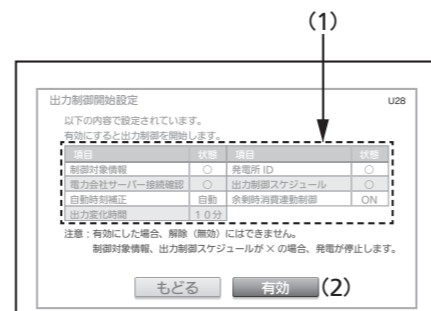 (1)
出力制御開始設定 U28
以下の内容で設定されています。
有効にすると出力制御を開始します。
項目 状態 項目 状態
制御対象情報 ○ 発電所 ID ○
電力会社サーバー接続確認 ○ 出力制御スケジュール ○
自動時刻補正 自動 余剰時消費連動制御 ON
出力変化時間 10分
注意：有効にした場合、解除（無効）にはできません。
制御対象情報、出力制御スケジュールが × の場合、発電が停止します。
もどる 有効 (2)